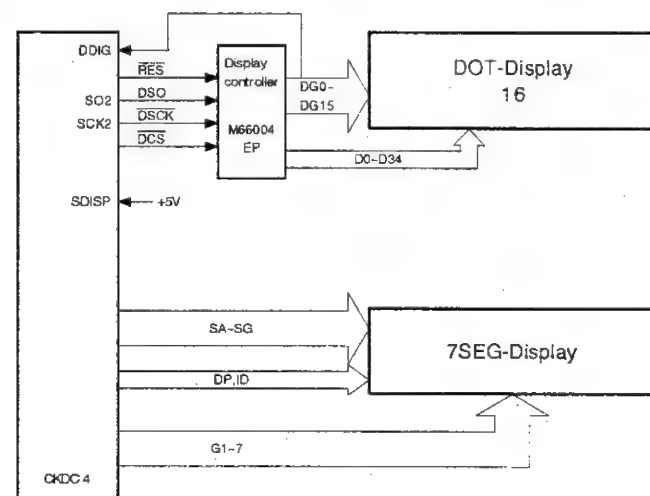 DDIG
RES
SO2
DSO
SCK2
DSCK
DCS
Display
controller
M66004
EP
DG0~
DG15
DOT-Display
16
D0~D34
SDISP
+5V
SA~SG
7SEG-Display
DP,ID
G1~7
CKDC 4